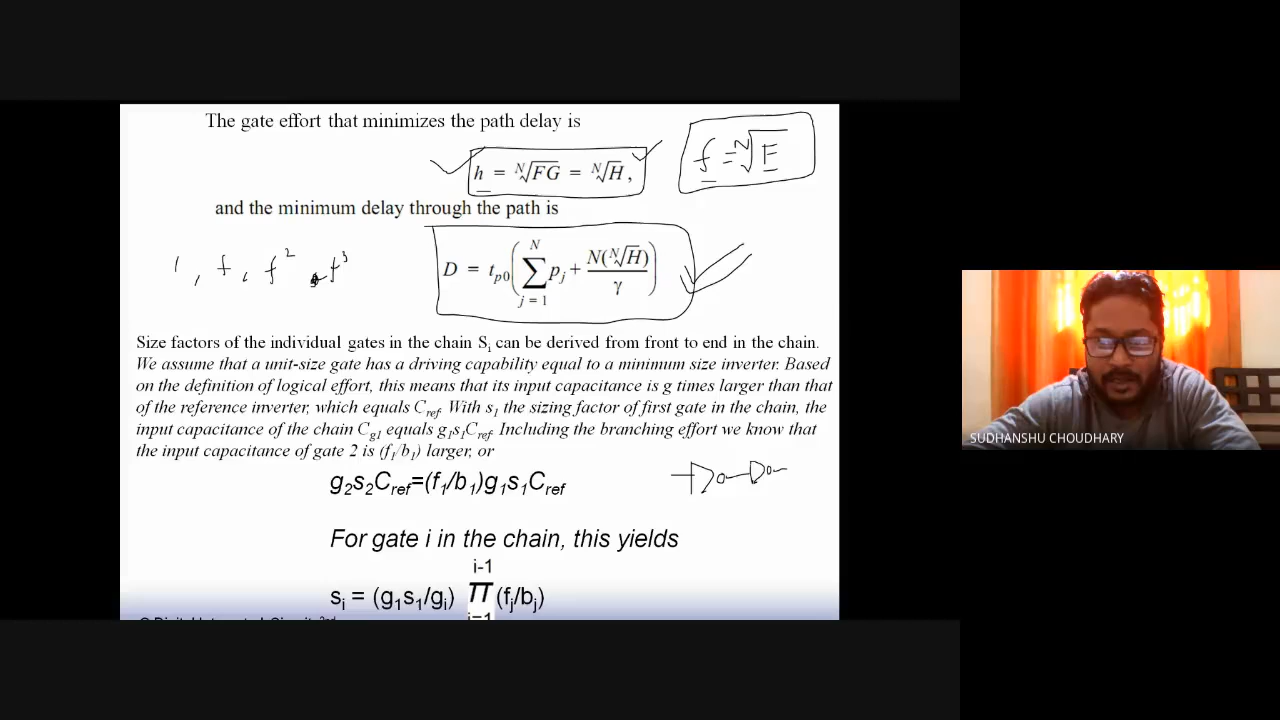 The gate effort that minimizes the path delay is
h = ᴺ√FG = ᴺ√H,
f = ᴺ√F
and the minimum delay through the path is
1, f, f², f³
D = tp0 ( N ∑ j = 1 pj + N(ᴺ√H) / γ )
Size factors of the individual gates in the chain Si can be derived from front to end in the chain.
We assume that a unit-size gate has a driving capability equal to a minimum size inverter. Based
on the definition of logical effort, this means that its input capacitance is g times larger than that
of the reference inverter, which equals Cref. With s1 the sizing factor of first gate in the chain, the
input capacitance of the chain Cg1 equals g1s1Cref. Including the branching effort we know that
the input capacitance of gate 2 is (f1/b1) larger, or
g2s2Cref=(f1/b1)g1s1Cref
For gate i in the chain, this yields
i-1
si = (g1s1/gi) π (fj/bj)
SUDHANSHU CHOUDHARY